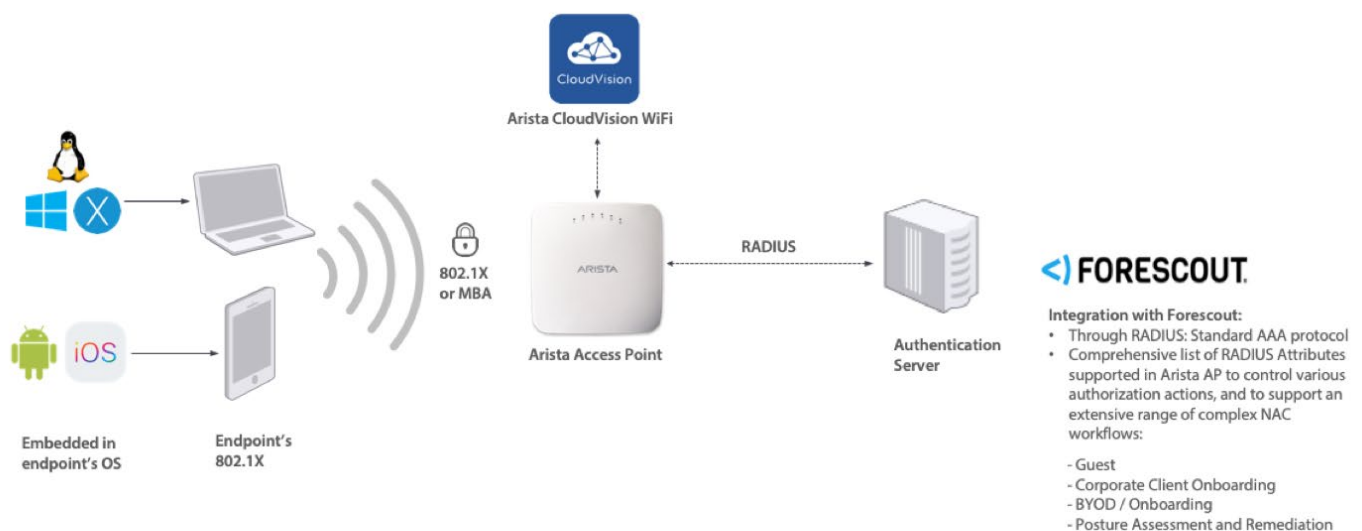 CloudVision
Arista CloudVision WiFi
X
iOS
802.1X
or MBA
ARISTA
Arista Access Point
RADIUS
Authentication
Server
Embedded in
endpoint's OS
Endpoint's
802.1X
<) FORESCOUT.
Integration with Forescout:
• Through RADIUS: Standard AAA protocol
• Comprehensive list of RADIUS Attributes
supported in Arista AP to control various
authorization actions, and to support an
extensive range of complex NAC
workflows:
- Guest
- Corporate Client Onboarding
- BYOD / Onboarding
- Posture Assessment and Remediation